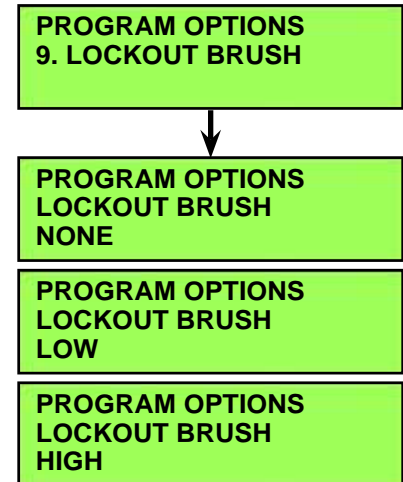 PROGRAM OPTIONS
9. LOCKOUT BRUSH
PROGRAM OPTIONS
LOCKOUT BRUSH
NONE
PROGRAM OPTIONS
LOCKOUT BRUSH
LOW
PROGRAM OPTIONS
LOCKOUT BRUSH
HIGH